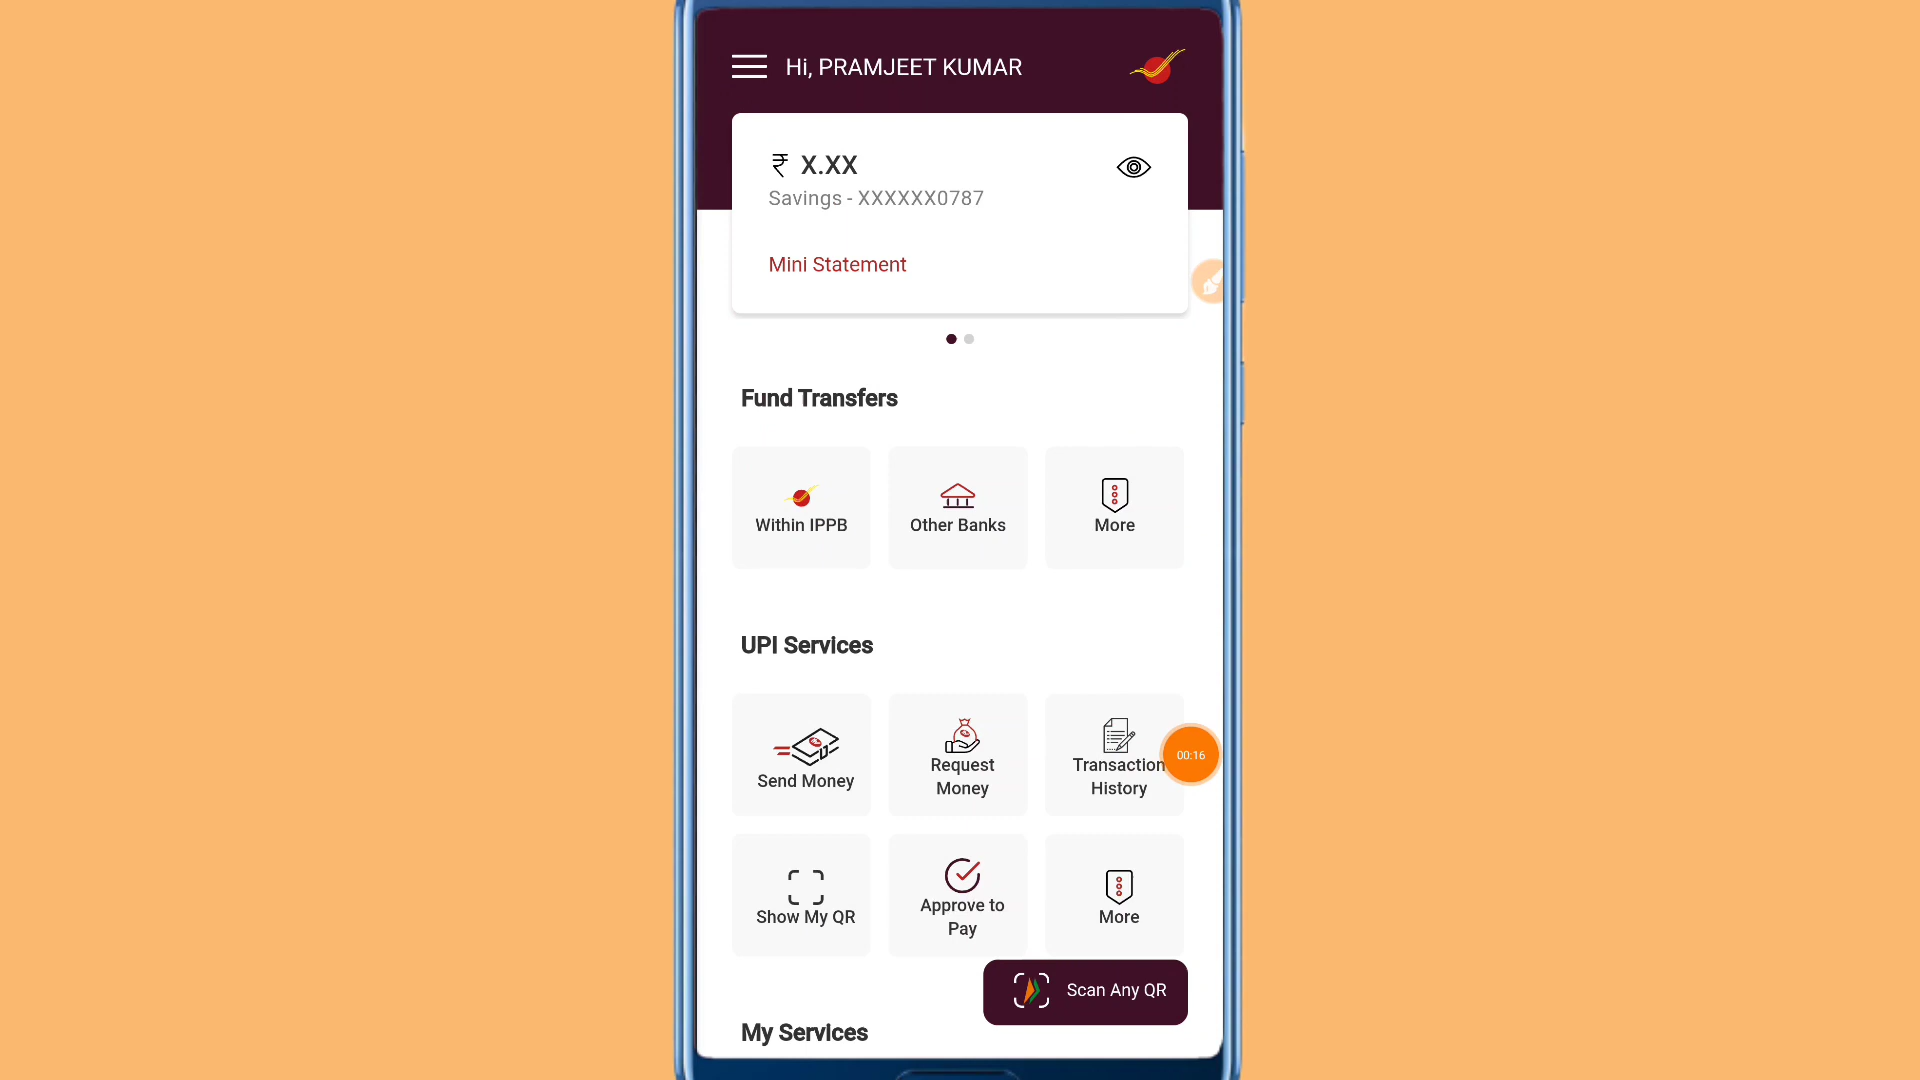 Hi, PRAMJEET KUMAR
₹ X.XX
Savings - XXXXXX0787
Mini Statement
Fund Transfers
Within IPPB
Other Banks
More
UPI Services
Send Money
Request
Money
Transaction
History
00:16
Show My QR
Approve to
Pay
More
Scan Any QR
My Services